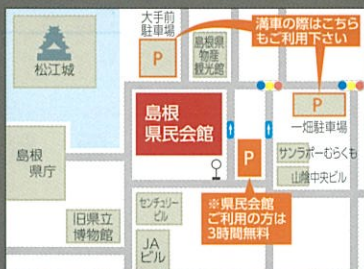 大手前
駐車場
P
満車の際はこちら
もご利用下さい
島根県
物産
観光館
松江城
P
一畑駐車場
島根
県民会館
サンラポーむらくも
島根
県庁
P
山陰中央ビル
※県民会館
ご利用の方は
3時間無料
旧県立
博物館
センチュリー
ビル
JA
ビル